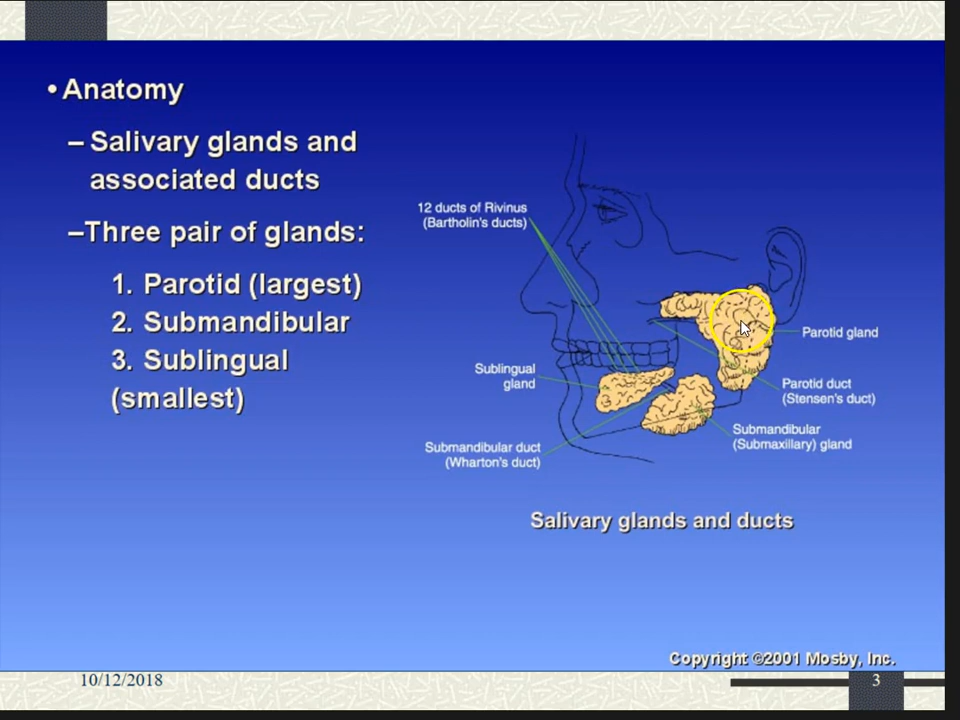 • Anatomy
– Salivary glands and
associated ducts
–Three pair of glands:
1. Parotid (largest)
2. Submandibular
3. Sublingual
(smallest)
12 ducts of Rivinus
(Bartholin's ducts)
Parotid gland
Sublingual
gland
Parotid duct
(Stensen's duct)
Submandibular
(Submaxillary) gland
Submandibular duct
(Wharton's duct)
Salivary glands and ducts
Copyright ©2001 Mosby, Inc.
10/12/2018
3